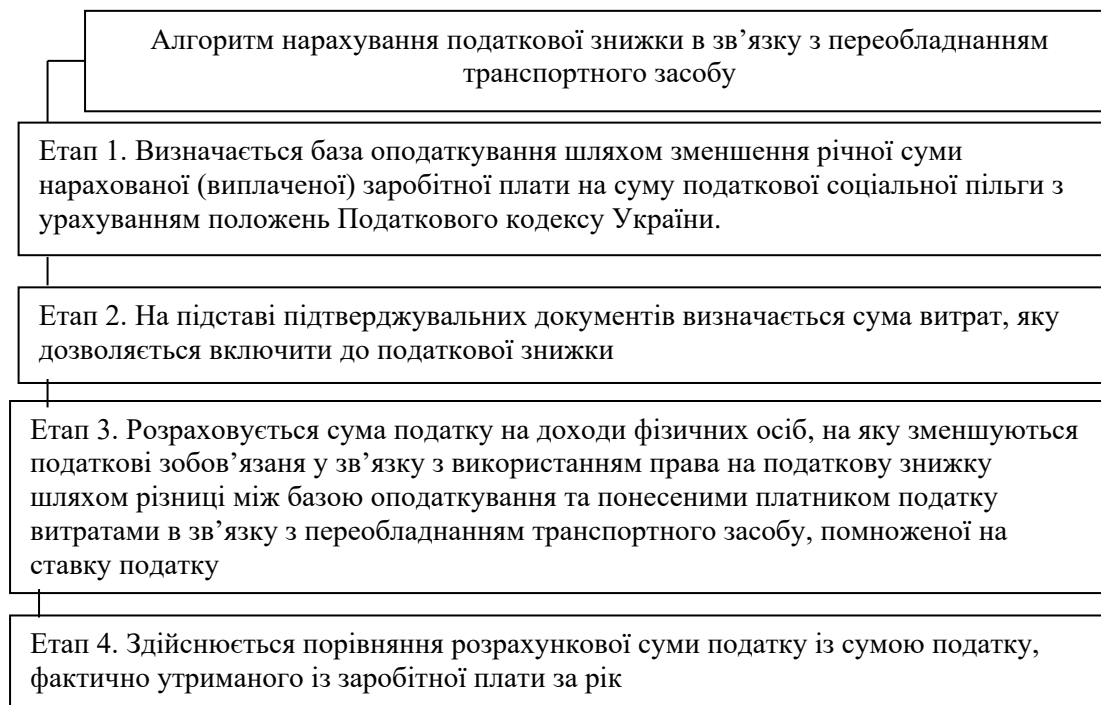 Алгоритм нарахування податкової знижки в зв’язку з переобладнанням
транспортного засобу
Етап 1. Визначається база оподаткування шляхом зменшення річної суми
нарахованої (виплаченої) заробітної плати на суму податкової соціальної пільги з
урахуванням положень Податкового кодексу України.
Етап 2. На підставі підтверджувальних документів визначається сума витрат, яку
дозволяється включити до податкової знижки
Етап 3. Розраховується сума податку на доходи фізичних осіб, на яку зменшуються
податкові зобов’язаня у зв’язку з використанням права на податкову знижку
шляхом різниці між базою оподаткування та понесеними платником податку
витратами в зв’язку з переобладнанням транспортного засобу, помноженої на
ставку податку
Етап 4. Здійснюється порівняння розрахункової суми податку із сумою податку,
фактично утриманого із заробітної плати за рік